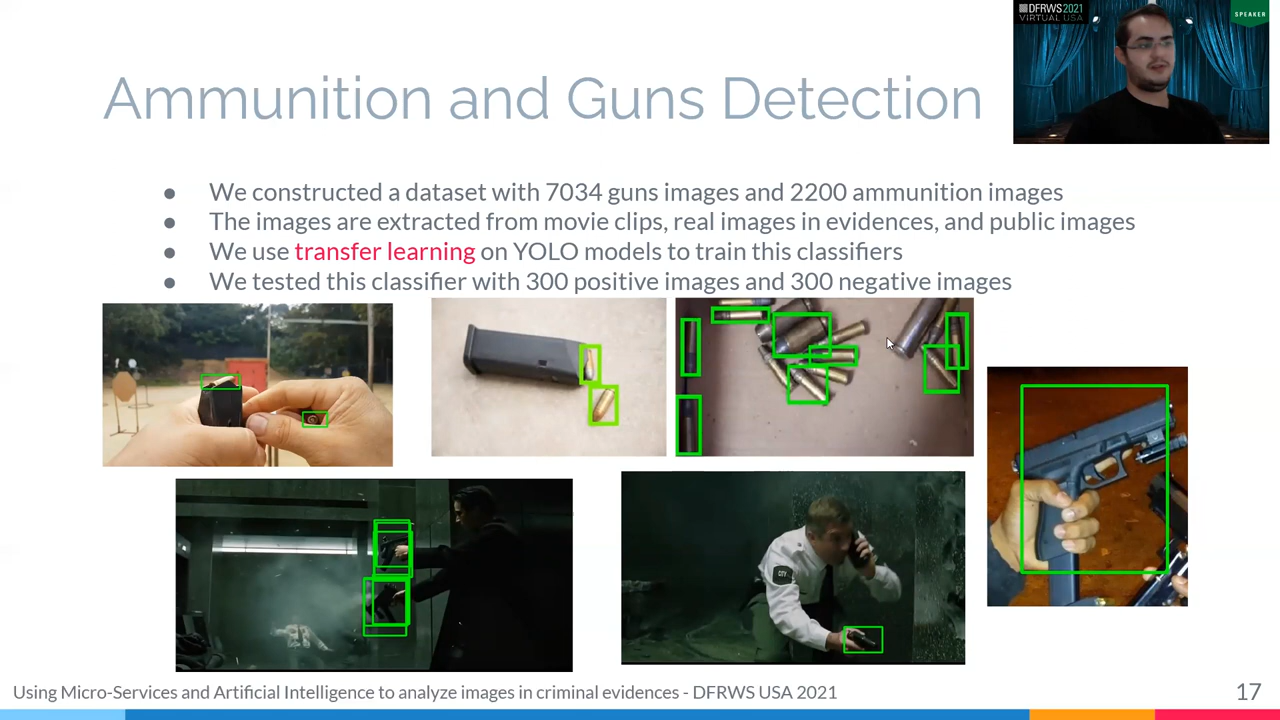 DFRWS2021
VIRTUAL USA
SPEAKER
Ammunition and Guns Detection
● We constructed a dataset with 7034 guns images and 2200 ammunition images
● The images are extracted from movie clips, real images in evidences, and public images
● We use transfer learning on YOLO models to train this classifiers
● We tested this classifier with 300 positive images and 300 negative images
CITY
Using Micro-Services and Artificial Intelligence to analyze images in criminal evidences - DFRWS USA 2021
17